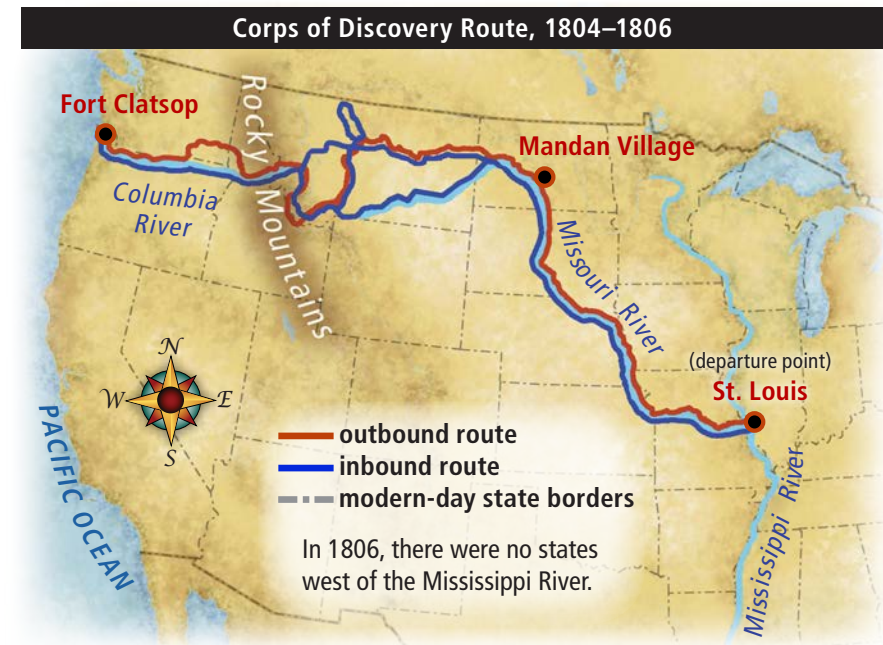 Corps of Discovery Route, 1804–1806
Fort Clatsop
Rocky Mountains
Mandan Village
Columbia
River
Missouri River
(departure point)
St. Louis
N
W
E
S
PACIFIC OCEAN
outbound route
inbound route
modern-day state borders
In 1806, there were no states
west of the Mississippi River.
Mississippi River